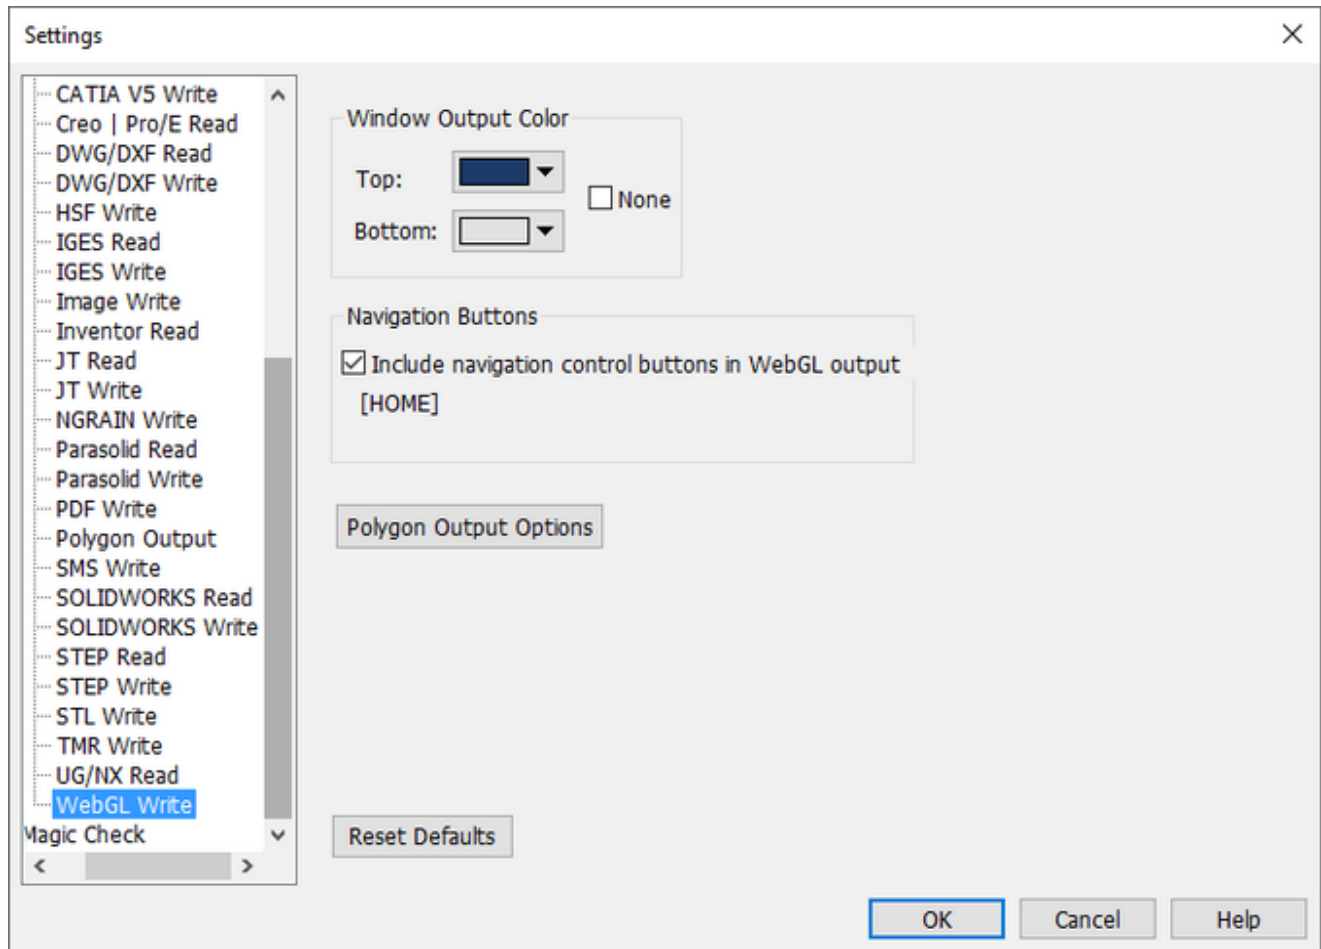 Settings
CATIA V5 Write
Creo | Pro/E Read
DWG/DXF Read
DWG/DXF Write
HSF Write
IGES Read
IGES Write
Image Write
Inventor Read
JT Read
JT Write
NGRAIN Write
Parasolid Read
Parasolid Write
PDF Write
Polygon Output
SMS Write
SOLIDWORKS Read
SOLIDWORKS Write
STEP Read
STEP Write
STL Write
TMR Write
UG/NX Read
WebGL Write
Magic Check
Window Output Color
Top:
None
Bottom:
Navigation Buttons
Include navigation control buttons in WebGL output
[HOME]
Polygon Output Options
Reset Defaults
OK Cancel Help